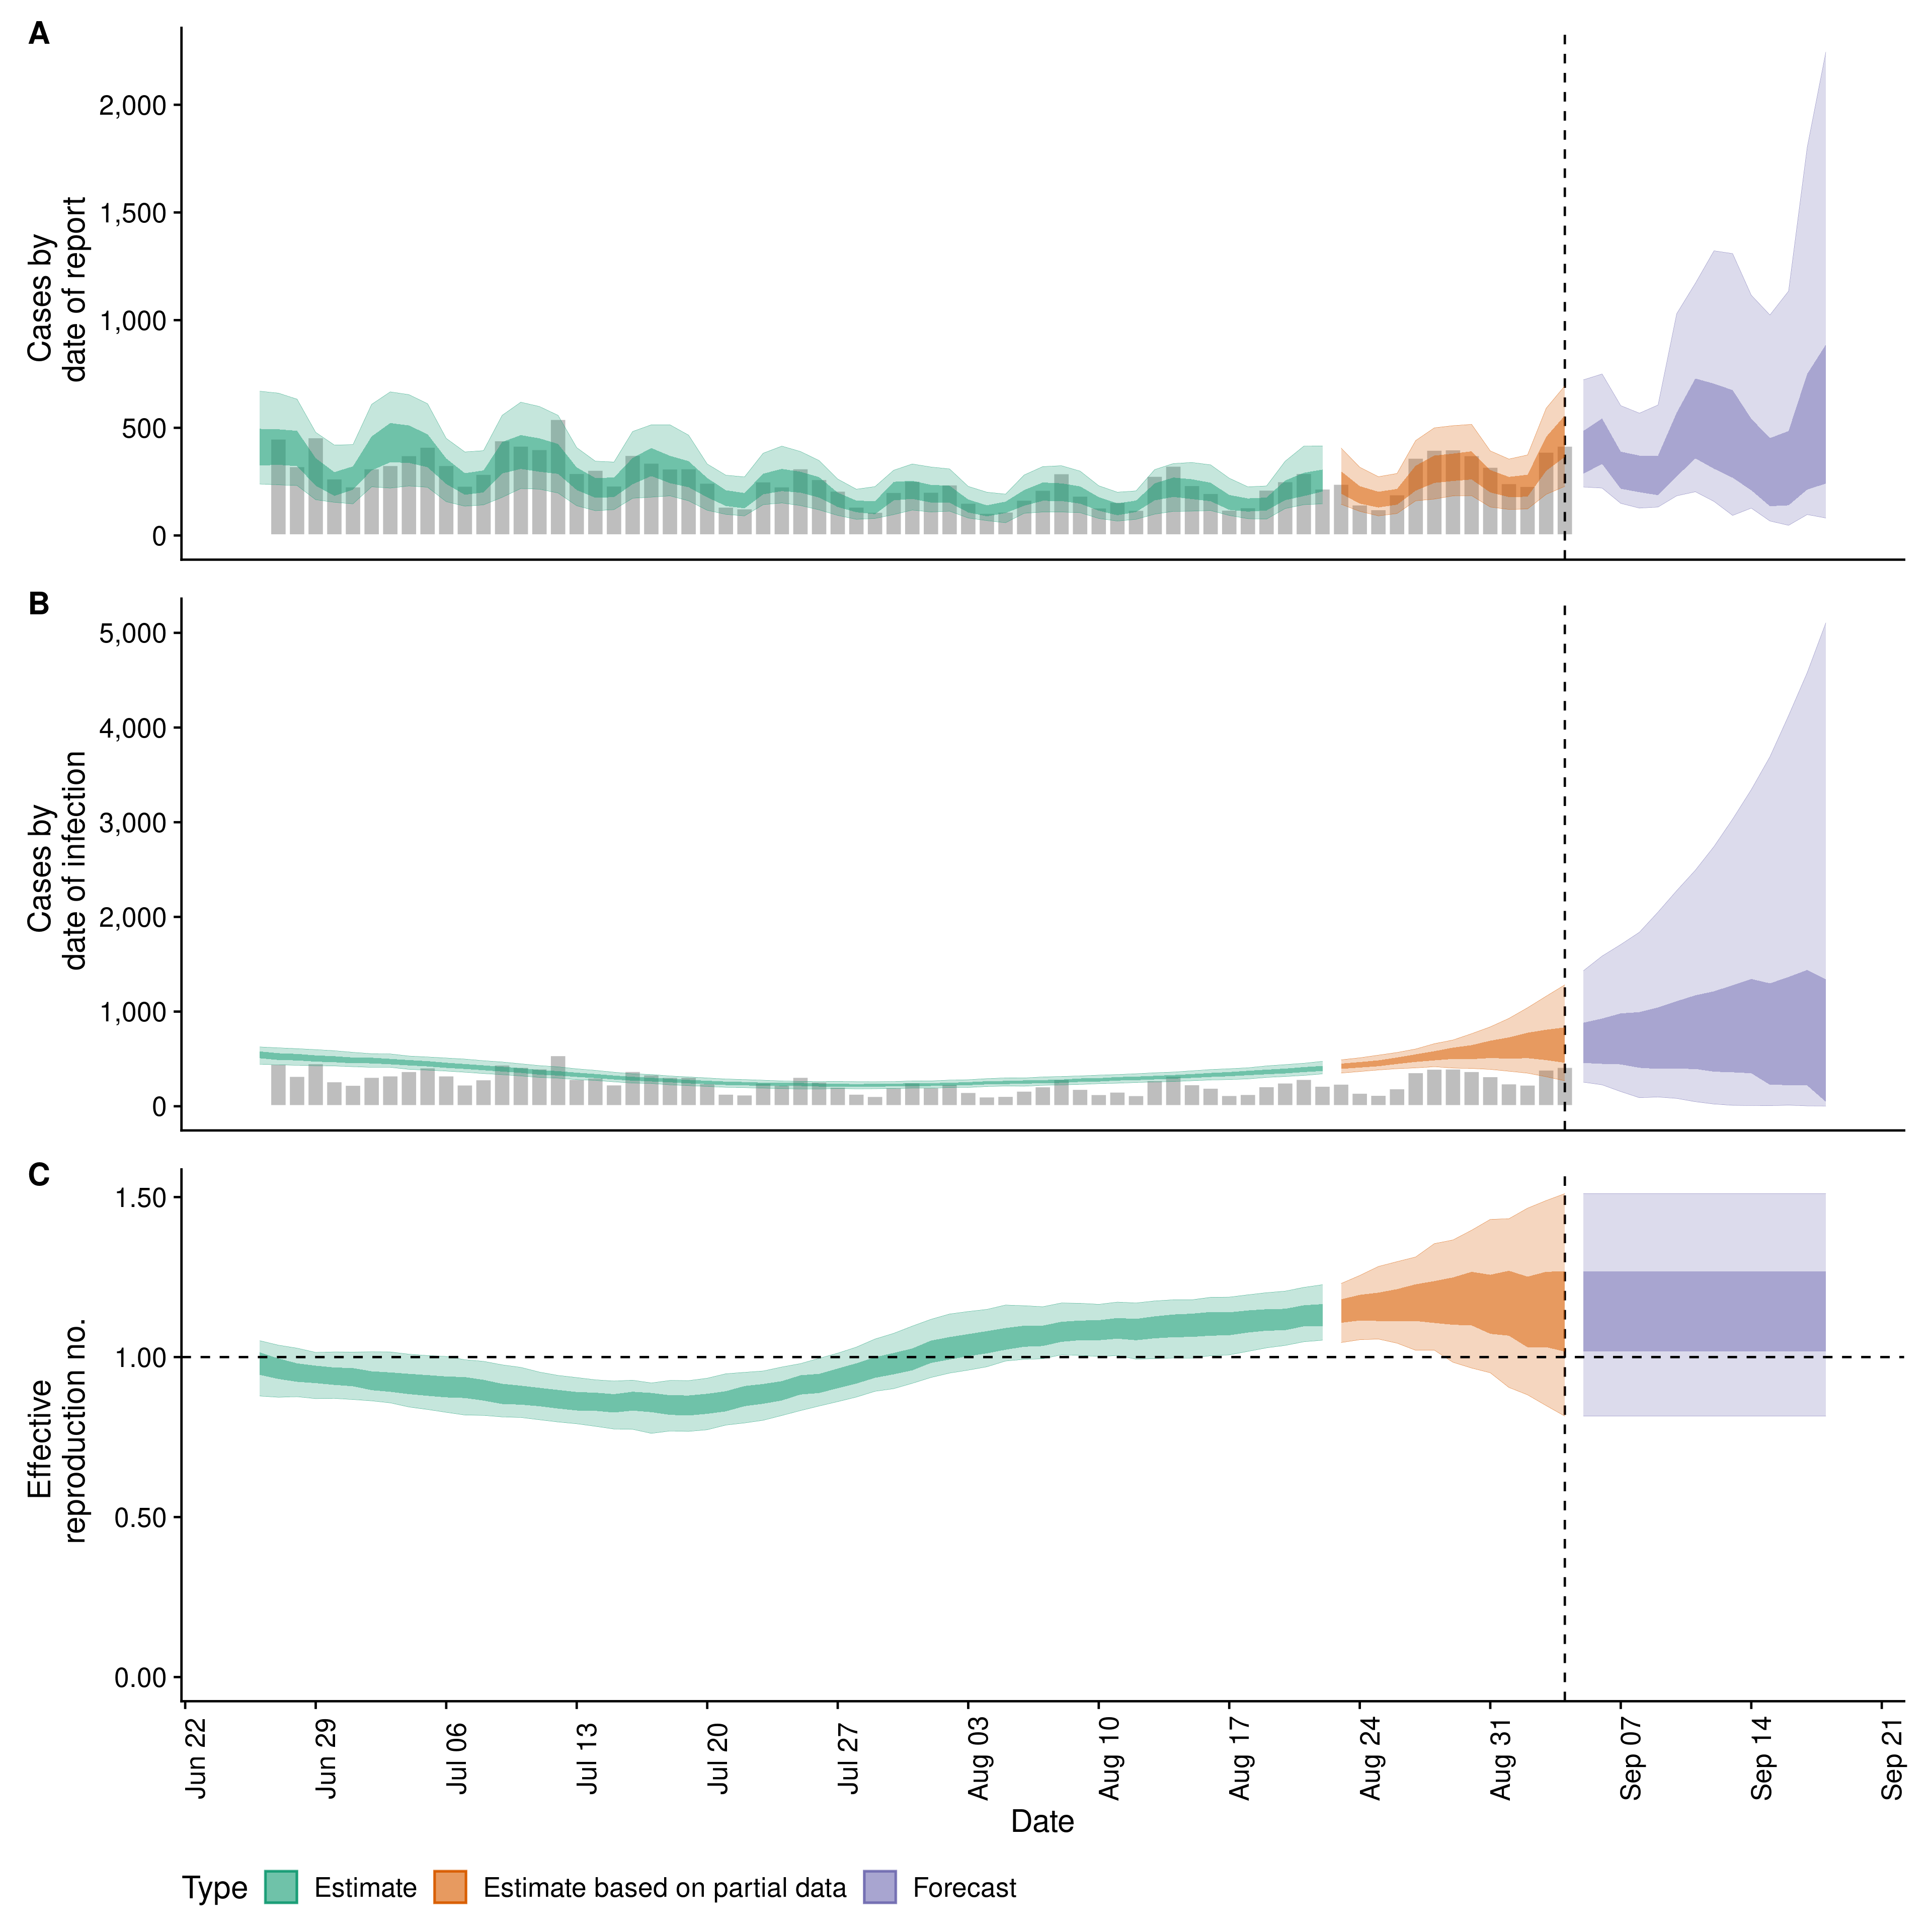 A
Cases by
date of report
2,000
1,500
1,000
500
0
B
Cases by
date of infection
5,000
4,000
3,000
2,000
1,000
0
C
Effective
reproduction no.
1.50
1.00
0.50
0.00
Jun 22
Jun 29
Jul 06
Jul 13
Jul 20
Jul 27
Aug 03
Aug 10
Aug 17
Aug 24
Aug 31
Sep 07
Sep 14
Sep 21
Date
Type Estimate Estimate based on partial data Forecast